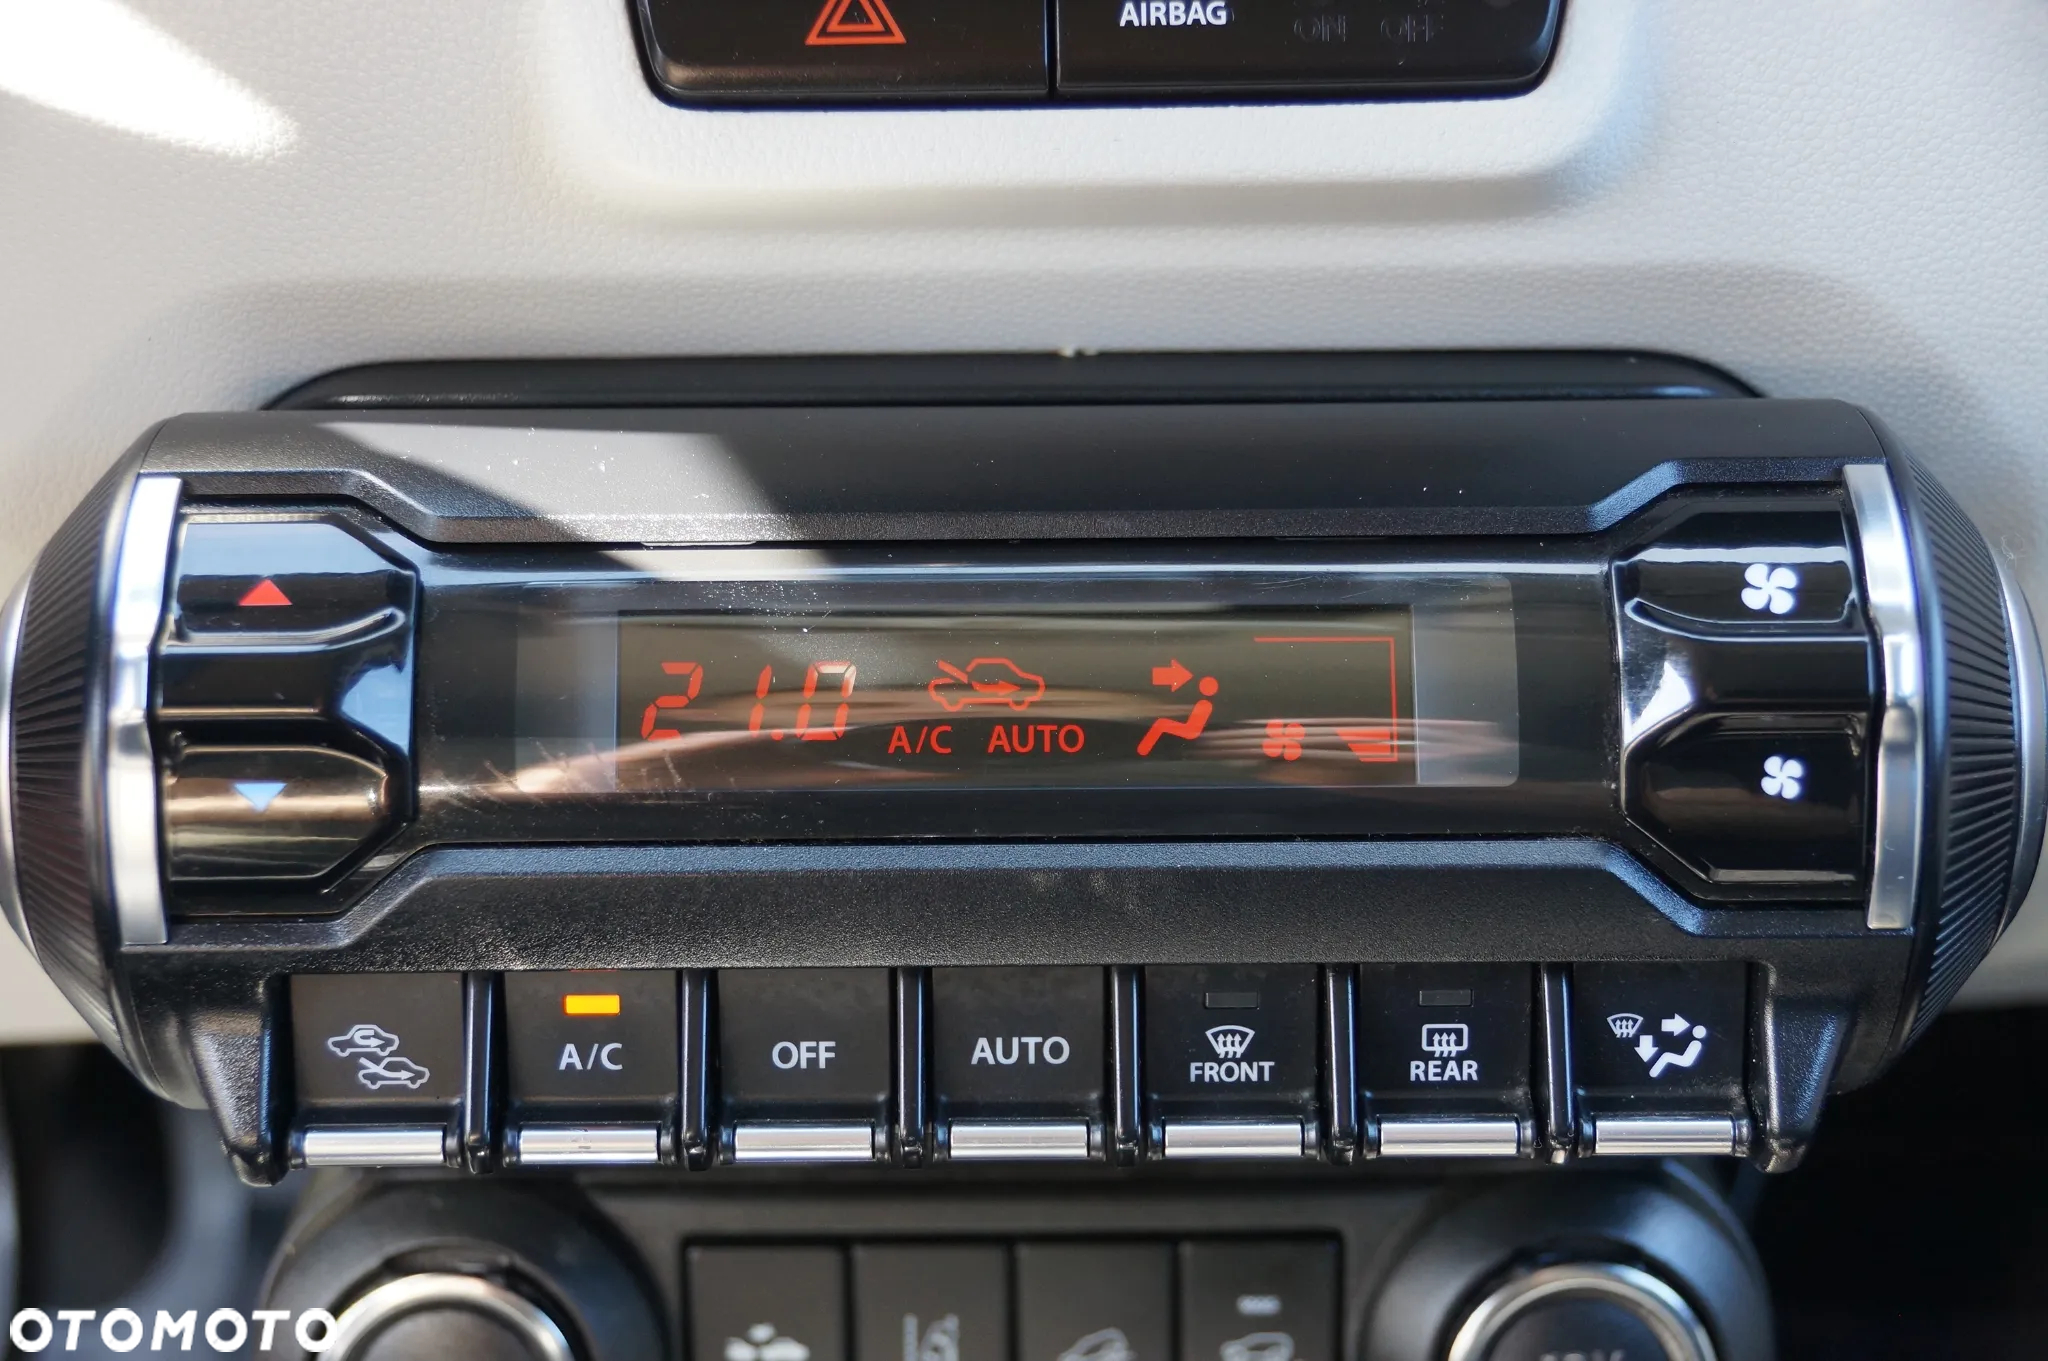 AIRBAG
ON OFF
21.0
A/C AUTO
A/C
OFF
AUTO
FRONT
REAR
OTOMOTO